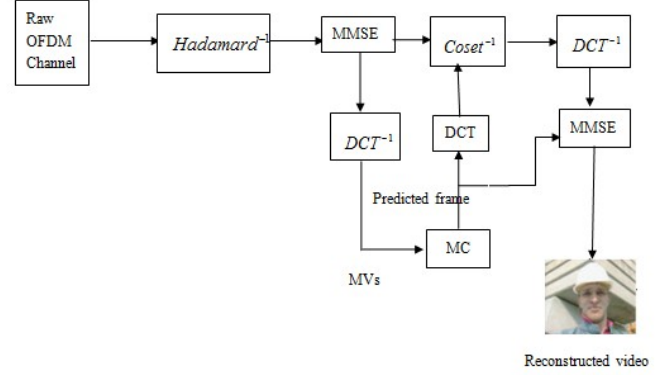 Raw
OFDM
Channel
Hadamard⁻¹
MMSE
Coset⁻¹
DCT⁻¹
DCT⁻¹
DCT
MMSE
Predicted frame
MC
MVs
Reconstructed video